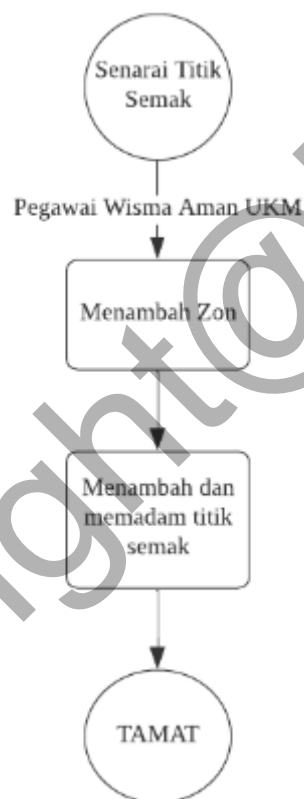 Senarai Titik
Semak
Pegawai Wisma Aman UKM
Menambah Zon
Menambah dan
memadam titik
semak
TAMAT